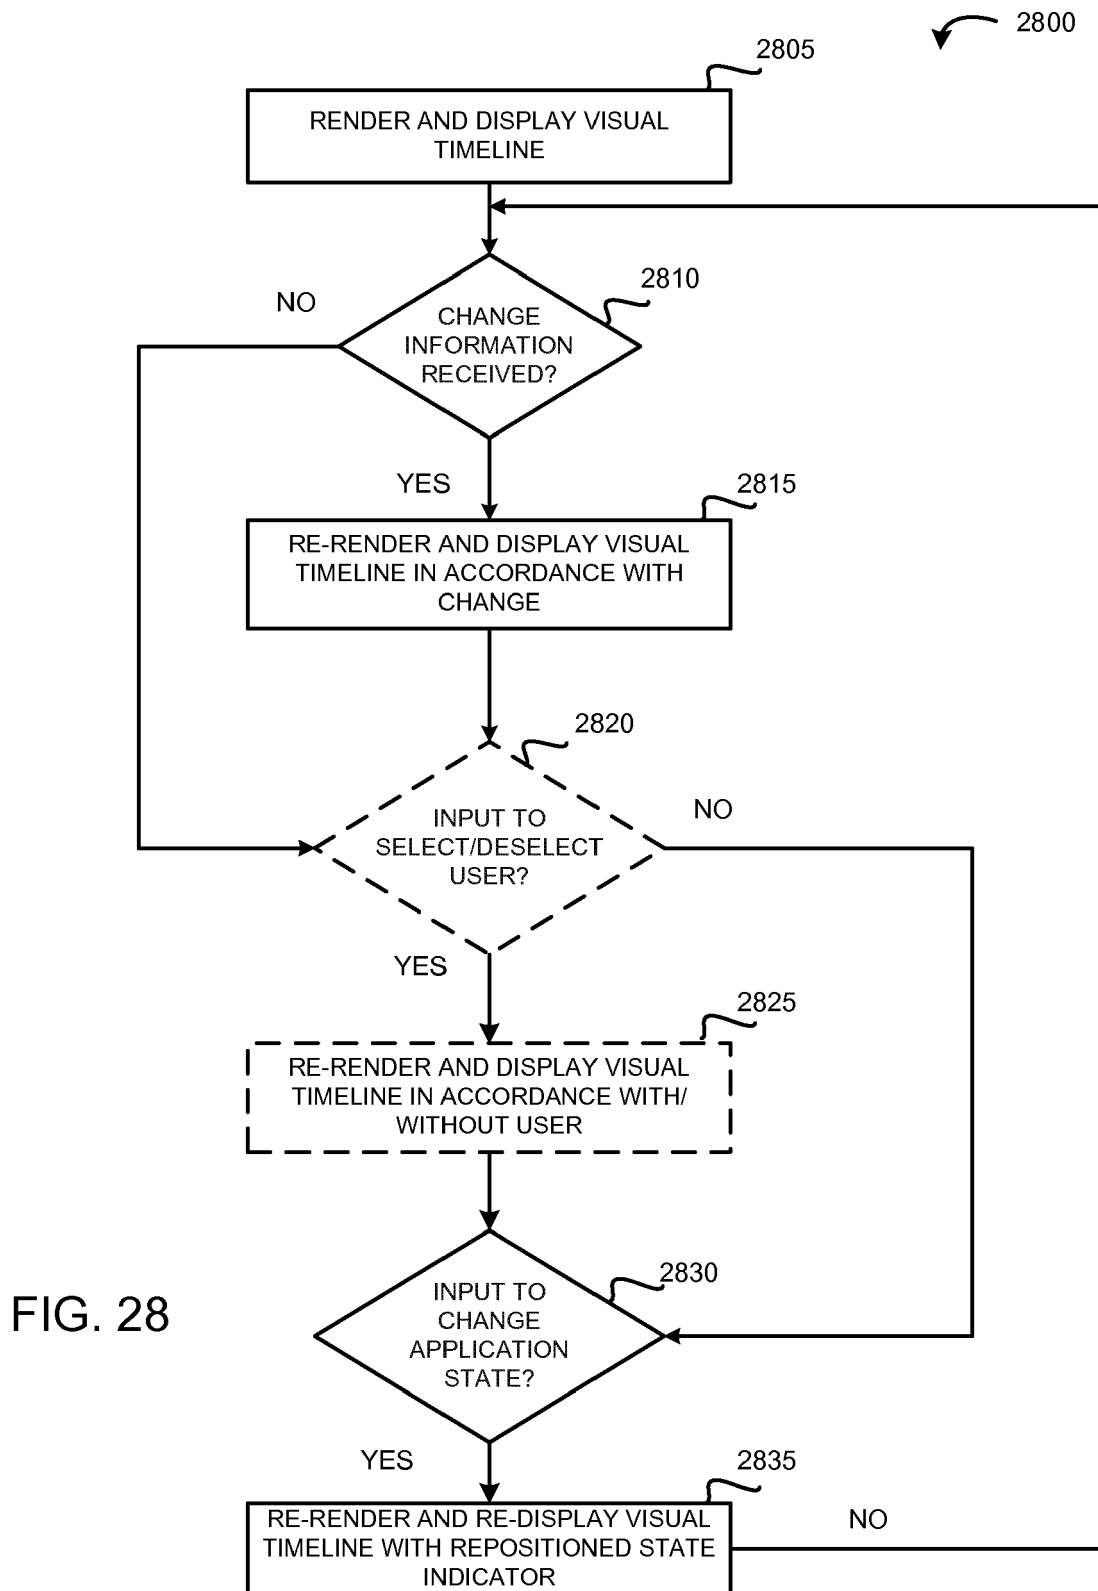 2800
2805
RENDER AND DISPLAY VISUAL
TIMELINE
2810
NO
CHANGE
INFORMATION
RECEIVED?
YES
2815
RE-RENDER AND DISPLAY VISUAL
TIMELINE IN ACCORDANCE WITH
CHANGE
2820
NO
INPUT TO
SELECT/DESELECT
USER?
YES
2825
RE-RENDER AND DISPLAY VISUAL
TIMELINE IN ACCORDANCE WITH/
WITHOUT USER
2830
INPUT TO
CHANGE
APPLICATION
STATE?
FIG. 28
YES
2835
RE-RENDER AND RE-DISPLAY VISUAL
TIMELINE WITH REPOSITIONED STATE
INDICATOR
NO